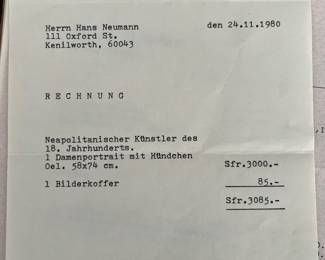 Herrn Hans Neumann den 24.11.1980
111 Oxford St.
Kenilworth, 60043
R E C H N U N G
Neapolitanischer Künstler des
18. Jahrhunderts.
1 Damenportrait mit Hündchen
Oel. 58x74 cm. Sfr.3000.-
1 Bilderkoffer 85.-
Sfr.3085.-